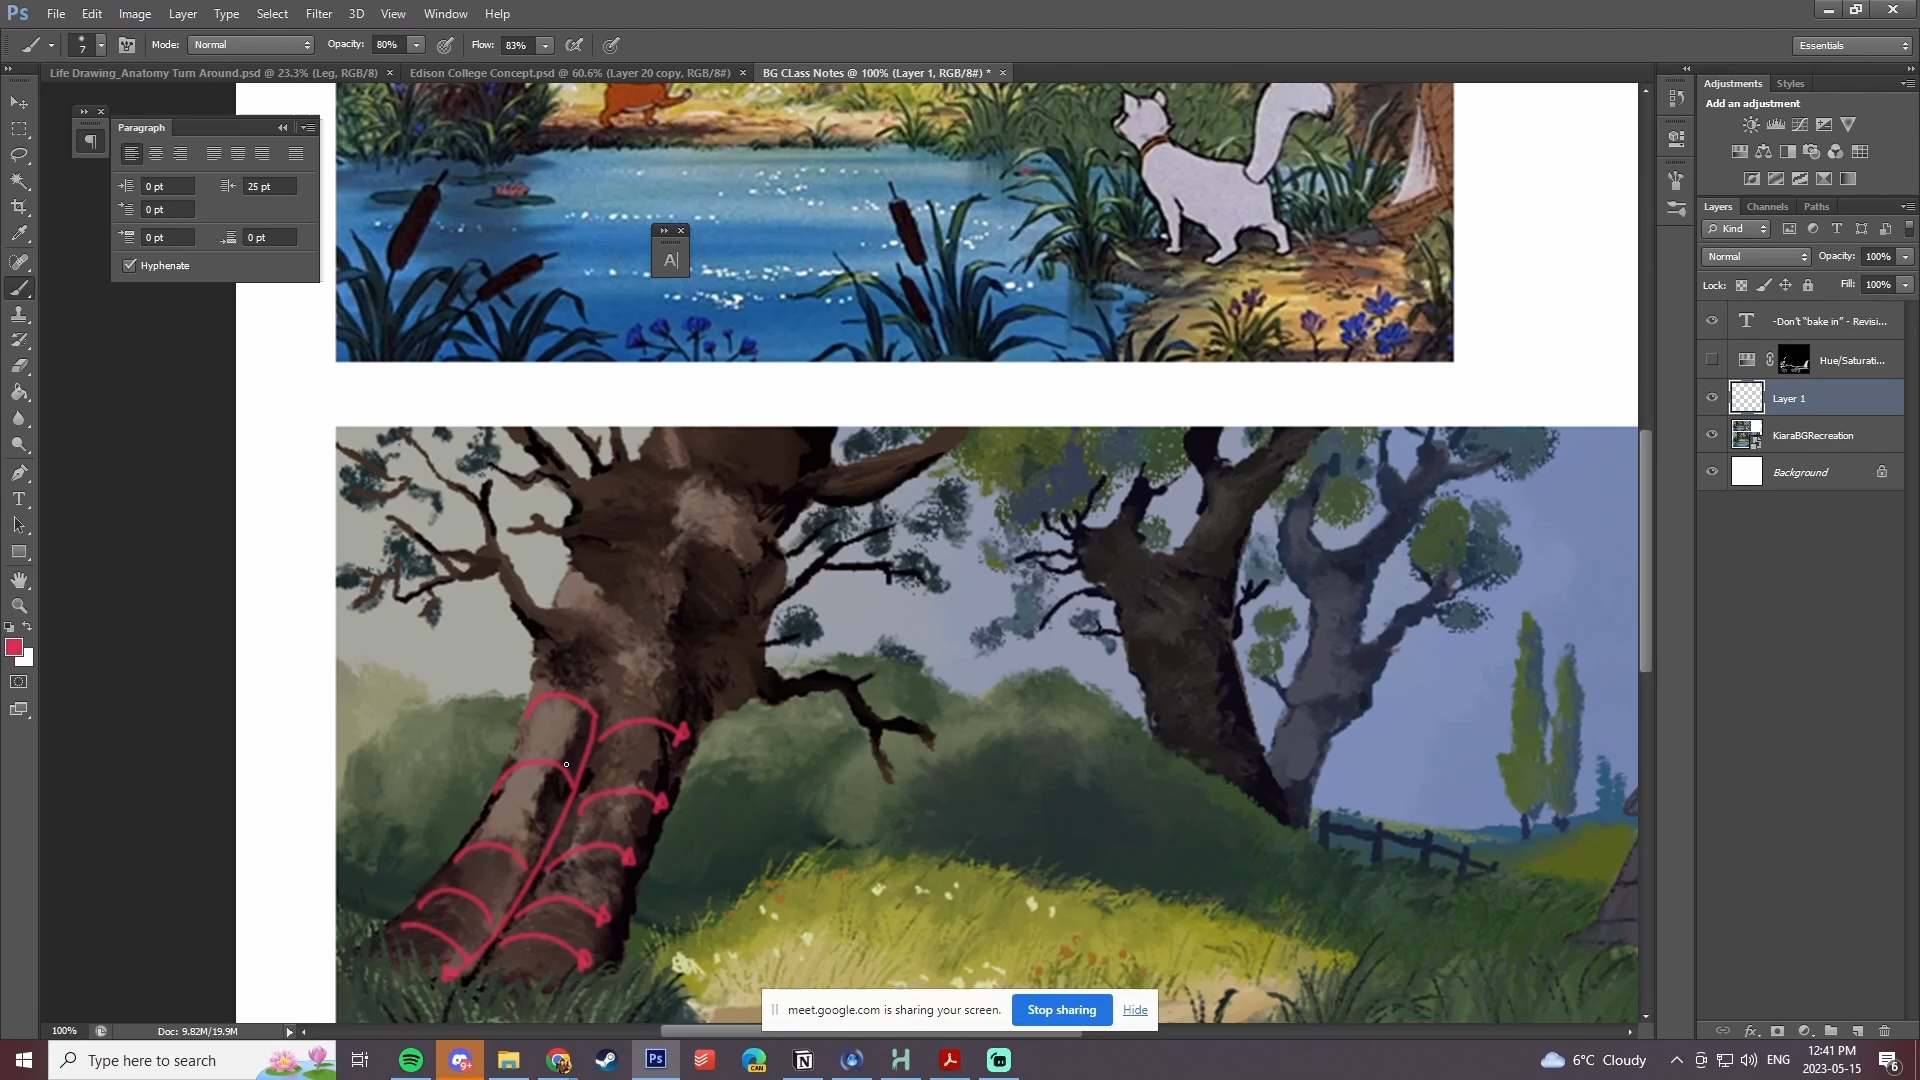 Ps File Edit Image Layer Type Select Filter 3D View Window Help
7 Mode: Normal Opacity: 80% Flow: 83% Essentials
Life Drawing_Anatomy Turn Around.psd @ 23.3% (Leg, RGB/8) × Edison College Concept.psd @ 60.6% (Layer 20 copy, RGB/8#) × BG CLass Notes @ 100% (Layer 1, RGB/8#) * ×
Paragraph
0 pt 25 pt
0 pt
0 pt 0 pt
Hyphenate
A
Adjustments Styles
Add an adjustment
Layers Channels Paths
Kind
Normal Opacity: 100%
Lock: Fill: 100%
T -Don't "bake in" - Revisi...
Hue/Saturati...
Layer 1
KiaraBGRecreation
Background
meet.google.com is sharing your screen. Stop sharing Hide
100% Doc: 9.82M/19.9M
Type here to search 9+ Ps CAN 6°C Cloudy ENG 12:41 PM
2023-05-15 6